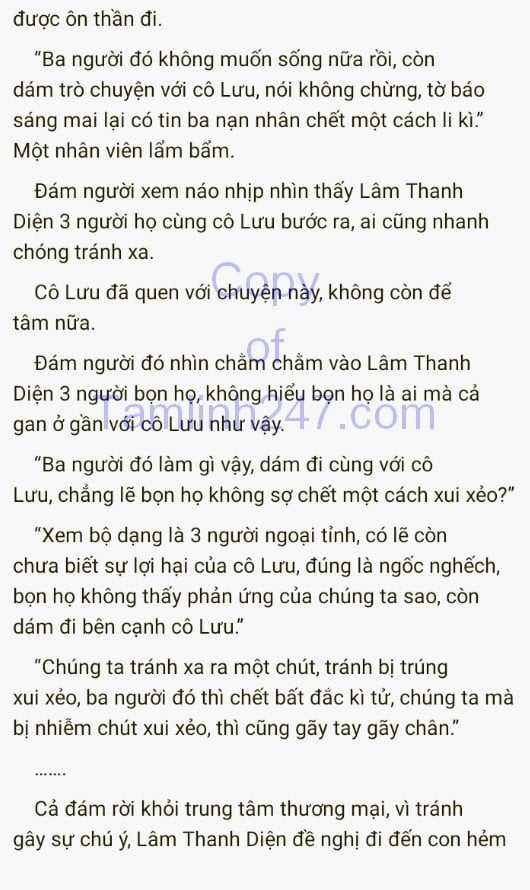 được ôn thần đi.
“Ba người đó không muốn sống nữa rồi, còn
dám trò chuyện với cô Lưu, nói không chừng, tờ báo
sáng mai lại có tin ba nạn nhân chết một cách li kì.”
Một nhân viên lẩm bẩm.
Đám người xem náo nhịp nhìn thấy Lâm Thanh
Diện 3 người họ cùng cô Lưu bước ra, ai cũng nhanh
chóng tránh xa.
Copy
Cô Lưu đã quen với chuyện này, không còn để
tâm nữa.
of
Đám người đó nhìn chằm chằm vào Lâm Thanh
Diện 3 người bọn họ, không hiểu bọn họ là ai mà cả
Tamlinh247.com
gan ở gần với cô Lưu như vậy.
“Ba người đó làm gì vậy, dám đi cùng với cô
Lưu, chẳng lẽ bọn họ không sợ chết một cách xui xẻo?”
“Xem bộ dạng là 3 người ngoại tỉnh, có lẽ còn
chưa biết sự lợi hại của cô Lưu, đúng là ngốc nghếch,
bọn họ không thấy phản ứng của chúng ta sao, còn
dám đi bên cạnh cô Lưu.”
“Chúng ta tránh xa ra một chút, tránh bị trúng
xui xẻo, ba người đó thì chết bất đắc kì tử, chúng ta mà
bị nhiễm chút xui xẻo, thì cũng gãy tay gãy chân.”
.......
Cả đám rời khỏi trung tâm thương mại, vì tránh
gây sự chú ý, Lâm Thanh Diện đề nghị đi đến con hẻm